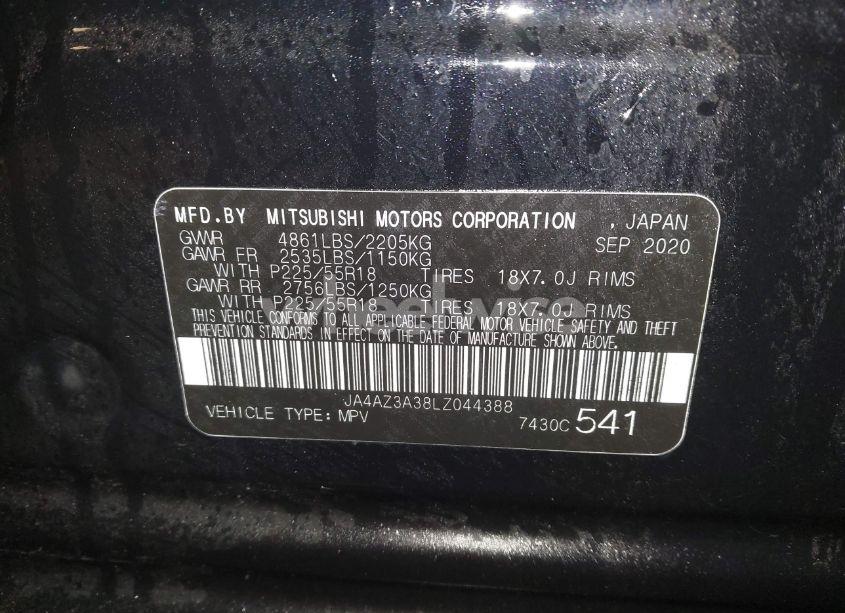 MFD.BY MITSUBISHI MOTORS CORPORATION , JAPAN
GVWR 4861LBS/2205KG SEP 2020
GAWR FR 2535LBS/1150KG
WITH P225/55R18 TIRES 18X7.0J RIMS
GAWR RR 2756LBS/1250KG
WITH P225/55R18 TIRES 18X7.0J RIMS
THIS VEHICLE CONFORMS TO ALL APPLICABLE FEDERAL MOTOR VEHICLE SAFETY AND THEFT
PREVENTION STANDARDS IN EFFECT ON THE DATE OF MANUFACTURE SHOWN ABOVE.
JA4AZ3A38LZ044388
VEHICLE TYPE: MPV 7430C 541